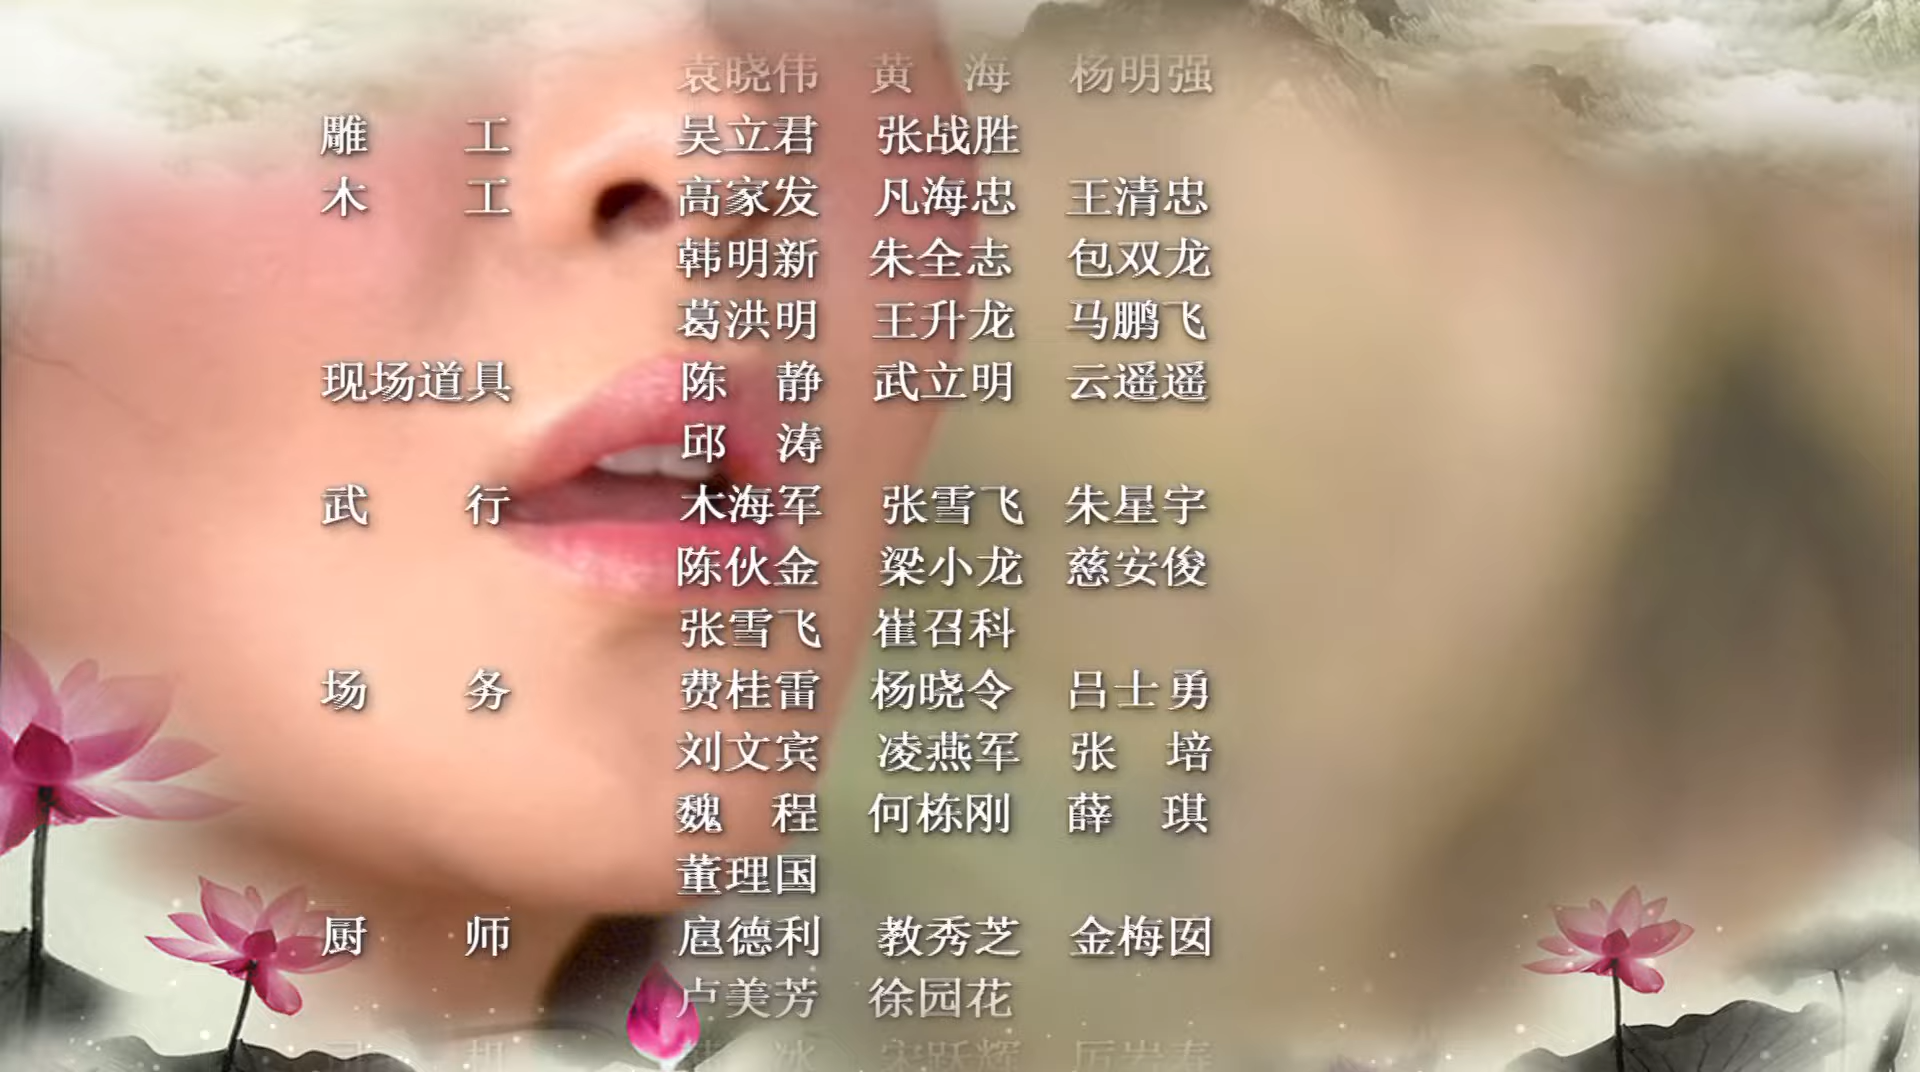 袁晓伟 黄 海 杨明强
雕 工 吴立君 张战胜
木 工 高家发 凡海忠 王清忠
韩明新 朱全志 包双龙
葛洪明 王升龙 马鹏飞
现场道具 陈 静 武立明 云遥遥
邱 涛
武 行 木海军 张雪飞 朱星宇
陈伙金 梁小龙 慈安俊
张雪飞 崔召科
场 务 费桂雷 杨晓令 吕士勇
刘文宾 凌燕军 张 培
魏 程 何栋刚 薛 琪
董理国
厨 师 扈德利 教秀芝 金梅囡
卢美芳 徐园花
司 机 冰 宋跃辉